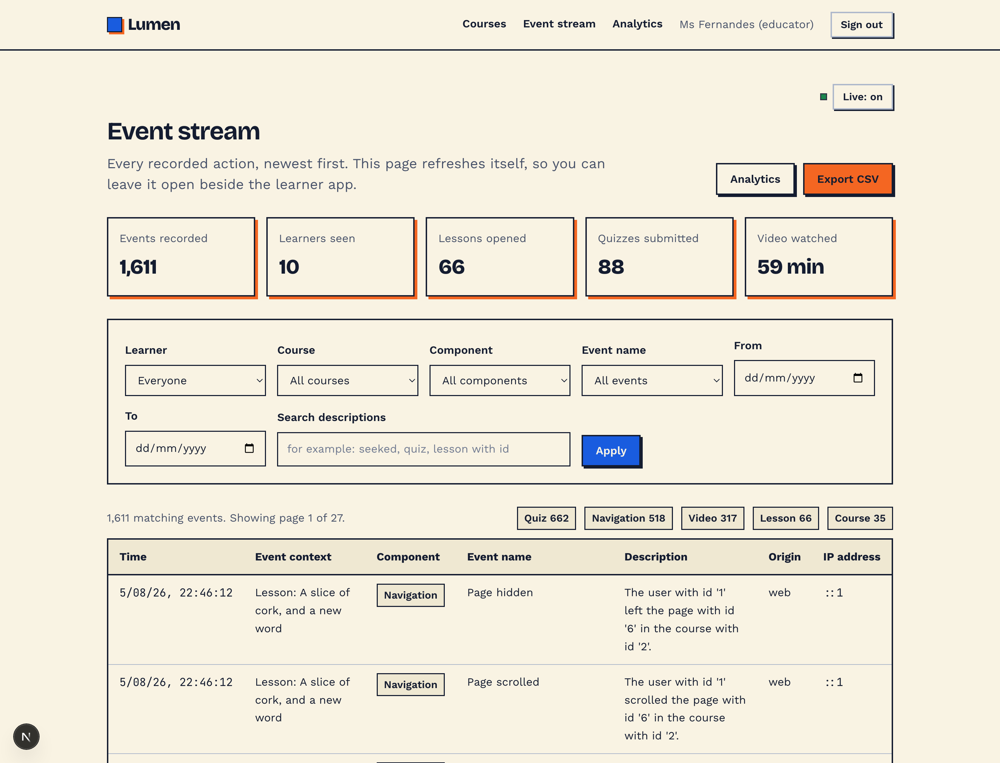 Lumen
Courses Event stream Analytics Ms Fernandes (educator) Sign out
Live: on
Event stream
Every recorded action, newest first. This page refreshes itself, so you can
leave it open beside the learner app.
Analytics Export CSV
Events recorded Learners seen Lessons opened Quizzes submitted Video watched
1,611 10 66 88 59 min
Learner Course Component Event name From
Everyone All courses All components All events dd/mm/yyyy
To Search descriptions
dd/mm/yyyy for example: seeked, quiz, lesson with id Apply
1,611 matching events. Showing page 1 of 27. Quiz 662 Navigation 518 Video 317 Lesson 66 Course 35
Time Event context Component Event name Description Origin IP address
5/08/26, 22:46:12 Lesson: A slice of Navigation Page hidden The user with id '1' web ::1
cork, and a new left the page with id
word '6' in the course with
id '2'.
5/08/26, 22:46:12 Lesson: A slice of Navigation Page scrolled The user with id '1' web ::1
cork, and a new scrolled the page with
word id '6' in the course
with id '2'.
N